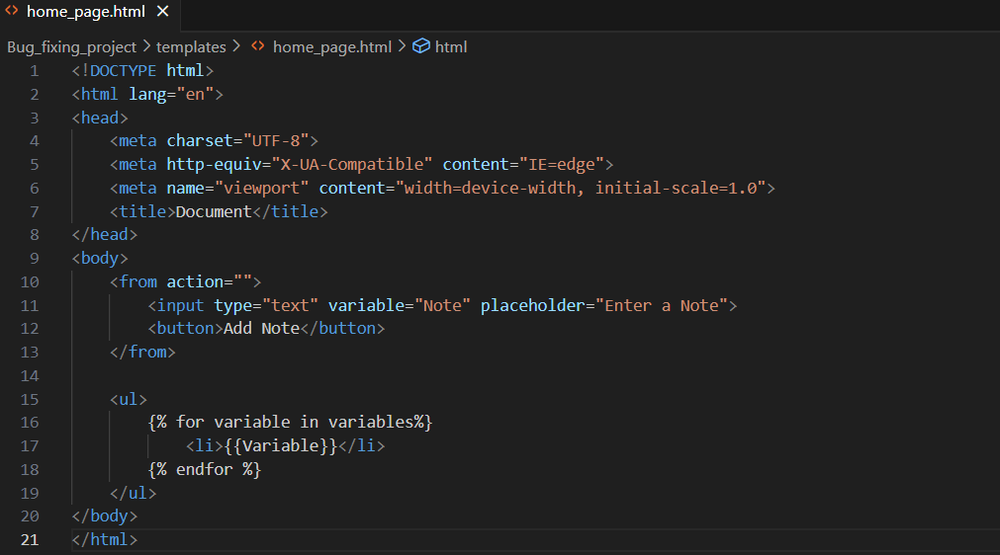 home_page.html
Bug_fixing_project > templates > home_page.html > html
1 <!DOCTYPE html>
2 <html lang="en">
3 <head>
4     <meta charset="UTF-8">
5     <meta http-equiv="X-UA-Compatible" content="IE=edge">
6     <meta name="viewport" content="width=device-width, initial-scale=1.0">
7     <title>Document</title>
8 </head>
9 <body>
10     <from action="">
11         <input type="text" variable="Note" placeholder="Enter a Note">
12         <button>Add Note</button>
13     </from>
14
15     <ul>
16         {% for variable in variables%}
17             <li>{{Variable}}</li>
18         {% endfor %}
19     </ul>
20 </body>
21 </html>